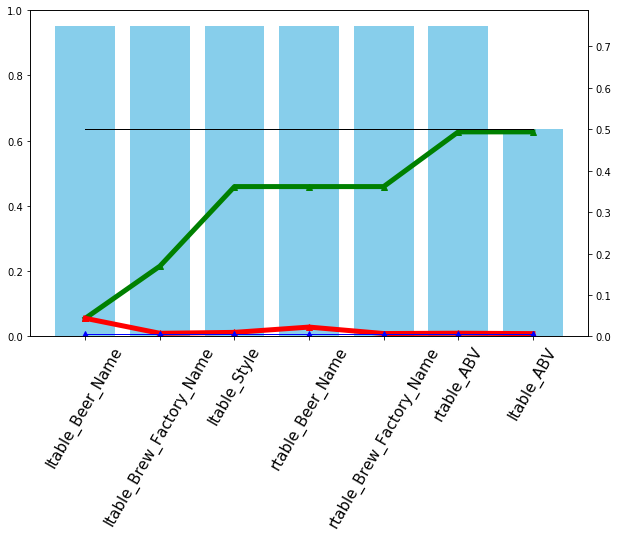 1.0
0.8
0.6
0.4
0.2
0.0
0.7
0.6
0.5
0.4
0.3
0.2
0.1
0.0
ltable_Beer_Name
ltable_Brew_Factory_Name
ltable_Style
rtable_Beer_Name
rtable_Brew_Factory_Name
rtable_ABV
ltable_ABV